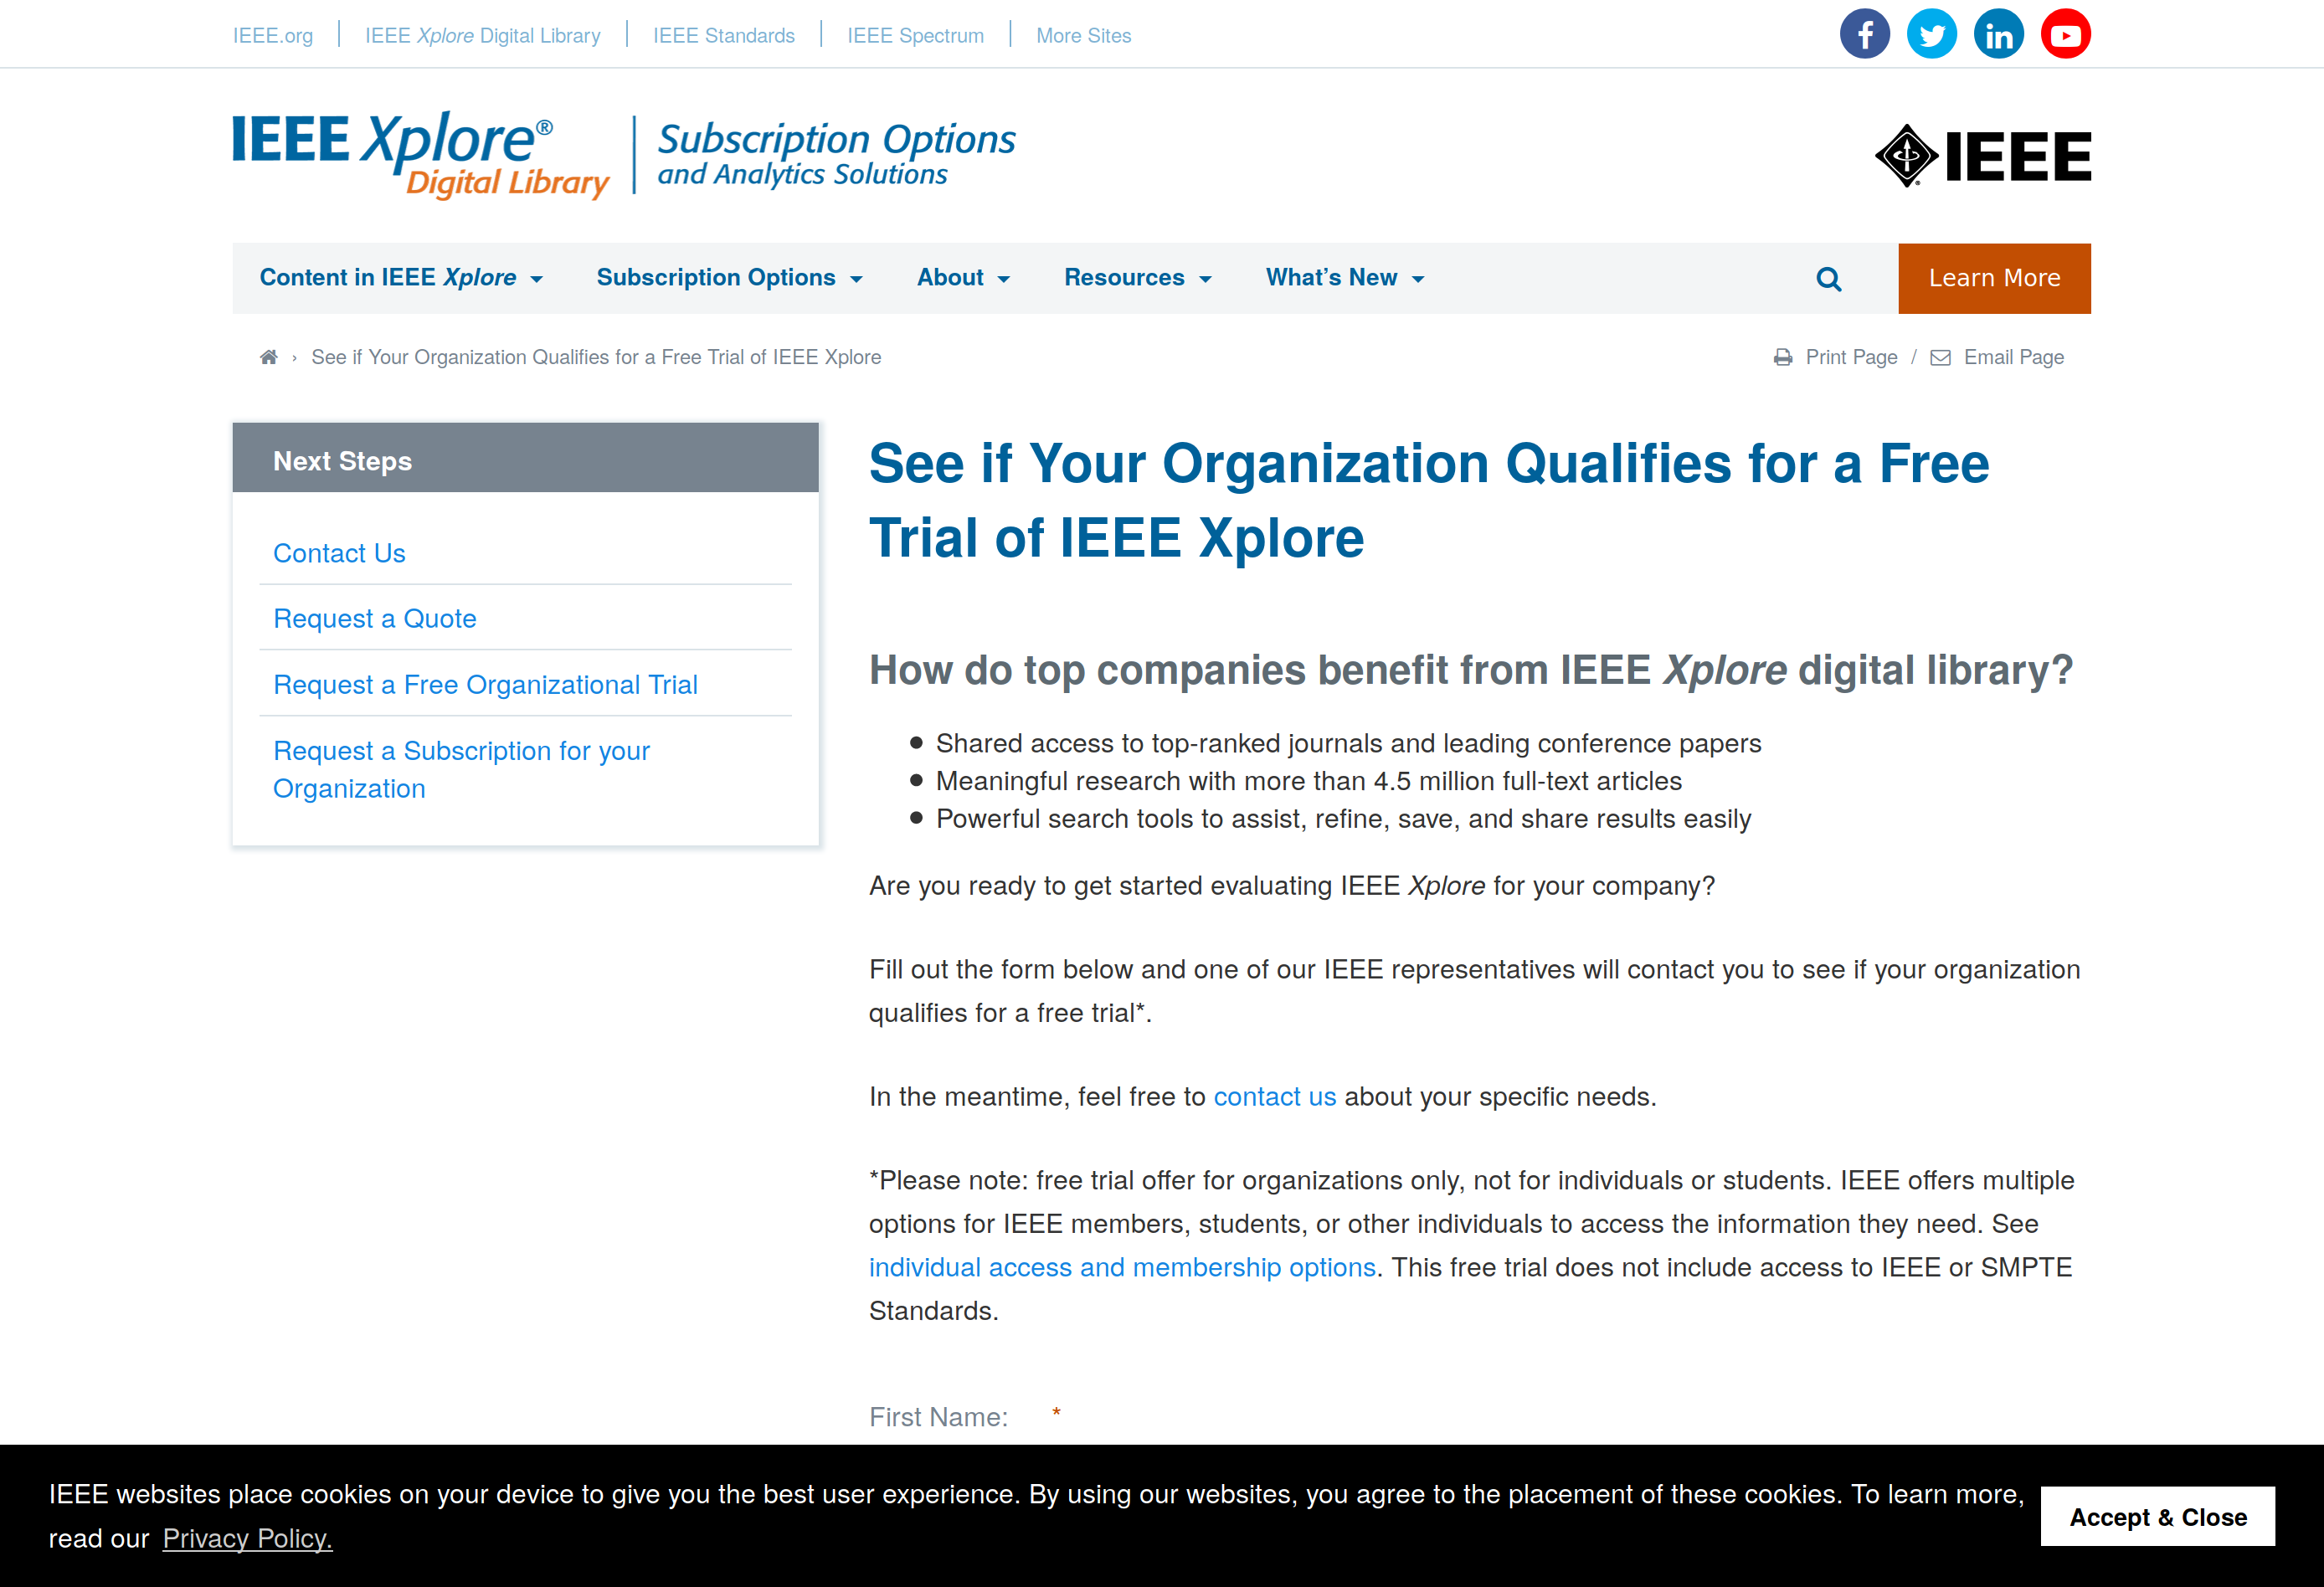 IEEE.org
IEEE Xplore Digital Library
IEEE Standards
IEEE Spectrum
More Sites
IEEE Xplore®
Digital Library
Subscription Options
and Analytics Solutions
IEEE
Content in IEEE Xplore
Subscription Options
About
Resources
What’s New
Learn More
› See if Your Organization Qualifies for a Free Trial of IEEE Xplore
Print Page / Email Page
Next Steps
Contact Us
Request a Quote
Request a Free Organizational Trial
Request a Subscription for your
Organization
See if Your Organization Qualifies for a Free
Trial of IEEE Xplore
How do top companies benefit from IEEE Xplore digital library?
Shared access to top-ranked journals and leading conference papers
Meaningful research with more than 4.5 million full-text articles
Powerful search tools to assist, refine, save, and share results easily
Are you ready to get started evaluating IEEE Xplore for your company?
Fill out the form below and one of our IEEE representatives will contact you to see if your organization
qualifies for a free trial*.
In the meantime, feel free to contact us about your specific needs.
*Please note: free trial offer for organizations only, not for individuals or students. IEEE offers multiple
options for IEEE members, students, or other individuals to access the information they need. See
individual access and membership options. This free trial does not include access to IEEE or SMPTE
Standards.
First Name: *
IEEE websites place cookies on your device to give you the best user experience. By using our websites, you agree to the placement of these cookies. To learn more,
read our Privacy Policy.
Accept & Close